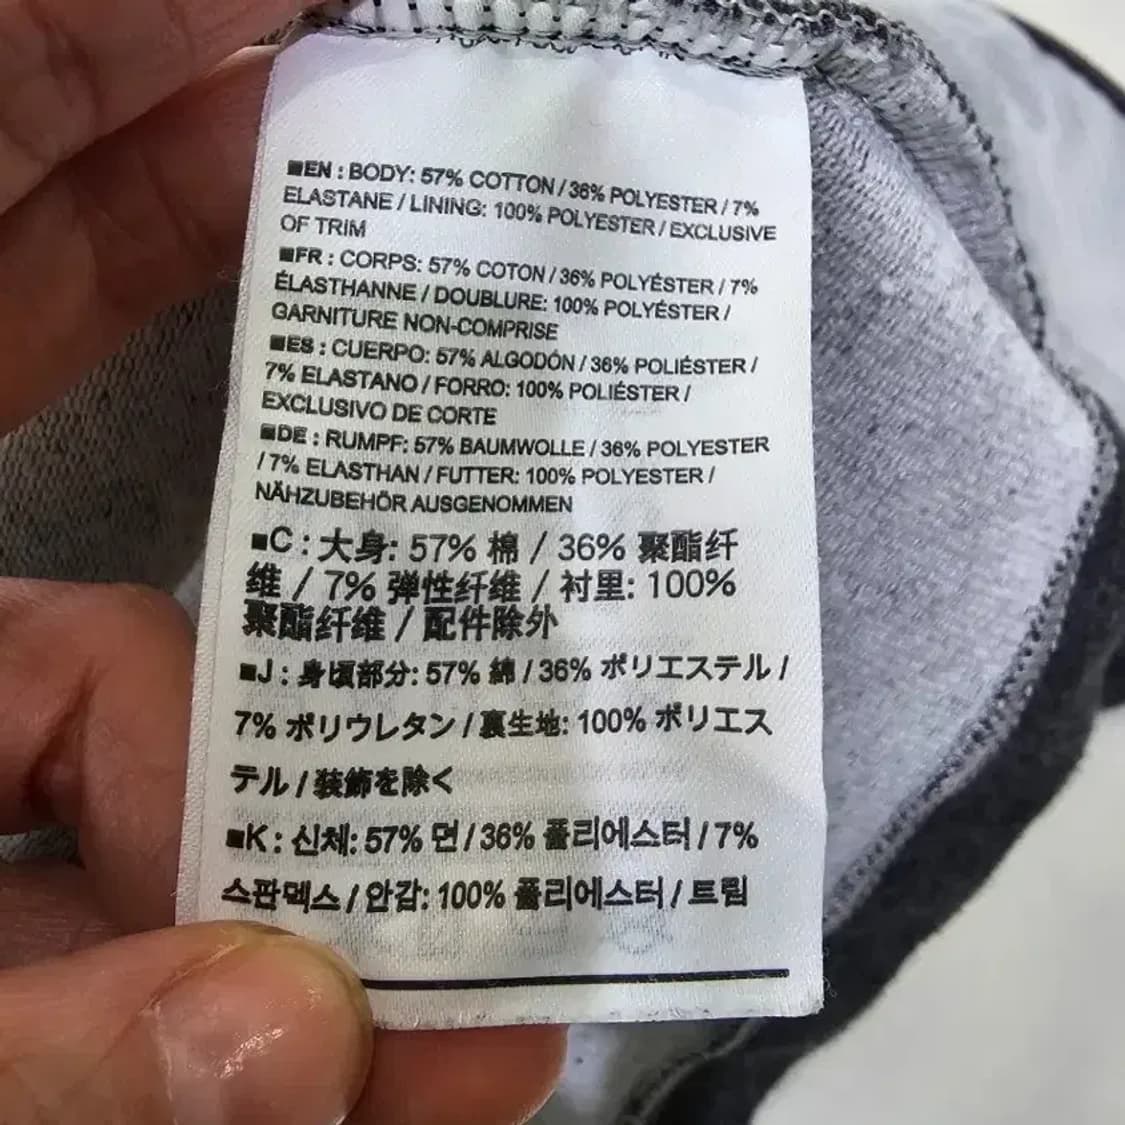 ■EN : BODY: 57% COTTON / 36% POLYESTER / 7%
ELASTANE / LINING: 100% POLYESTER / EXCLUSIVE
OF TRIM
■FR : CORPS: 57% COTON / 36% POLYÉSTER / 7%
ÉLASTHANNE / DOUBLURE: 100% POLYÉSTER /
GARNITURE NON-COMPRISE
■ES : CUERPO: 57% ALGODÓN / 36% POLIÉSTER /
7% ELASTANO / FORRO: 100% POLIÉSTER /
EXCLUSIVO DE CORTE
■DE : RUMPF: 57% BAUMWOLLE / 36% POLYESTER
/ 7% ELASTHAN / FUTTER: 100% POLYESTER /
NÄHZUBEHÖR AUSGENOMMEN
■C : 大身: 57% 棉 / 36% 聚酯纤
维 / 7% 弹性纤维 / 衬里: 100%
聚酯纤维 / 配件除外
■J : 身頃部分: 57% 綿 / 36% ポリエステル /
7% ポリウレタン / 裏生地: 100% ポリエス
テル / 装飾を除く
■K : 신체: 57% 면 / 36% 폴리에스터 / 7%
스판덱스 / 안감: 100% 폴리에스터 / 트림